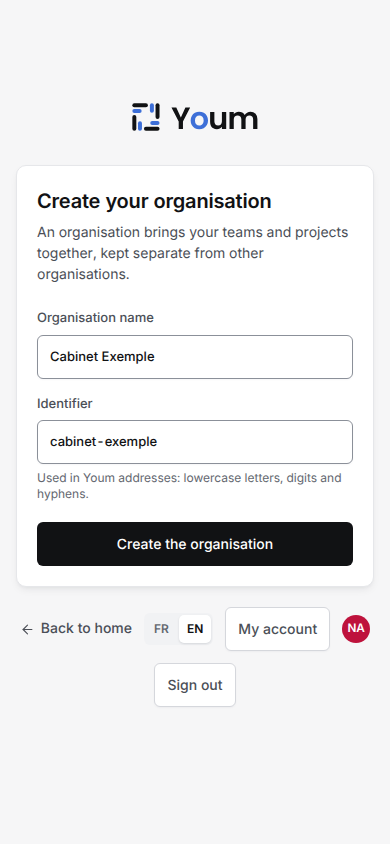 Youm
Create your organisation
An organisation brings your teams and projects
together, kept separate from other
organisations.
Organisation name
Cabinet Exemple
Identifier
cabinet-exemple
Used in Youm addresses: lowercase letters, digits and
hyphens.
Create the organisation
← Back to home
FR
EN
My account
NA
Sign out